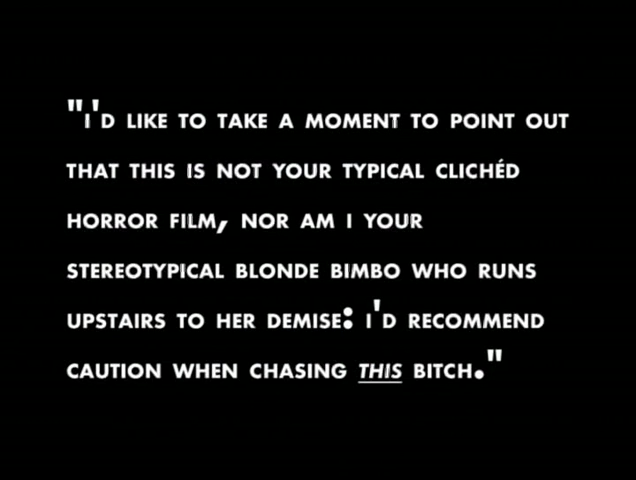 "I'D LIKE TO TAKE A MOMENT TO POINT OUT
THAT THIS IS NOT YOUR TYPICAL CLICHÉD
HORROR FILM, NOR AM I YOUR
STEREOTYPICAL BLONDE BIMBO WHO RUNS
UPSTAIRS TO HER DEMISE: I'D RECOMMEND
CAUTION WHEN CHASING THIS BITCH."